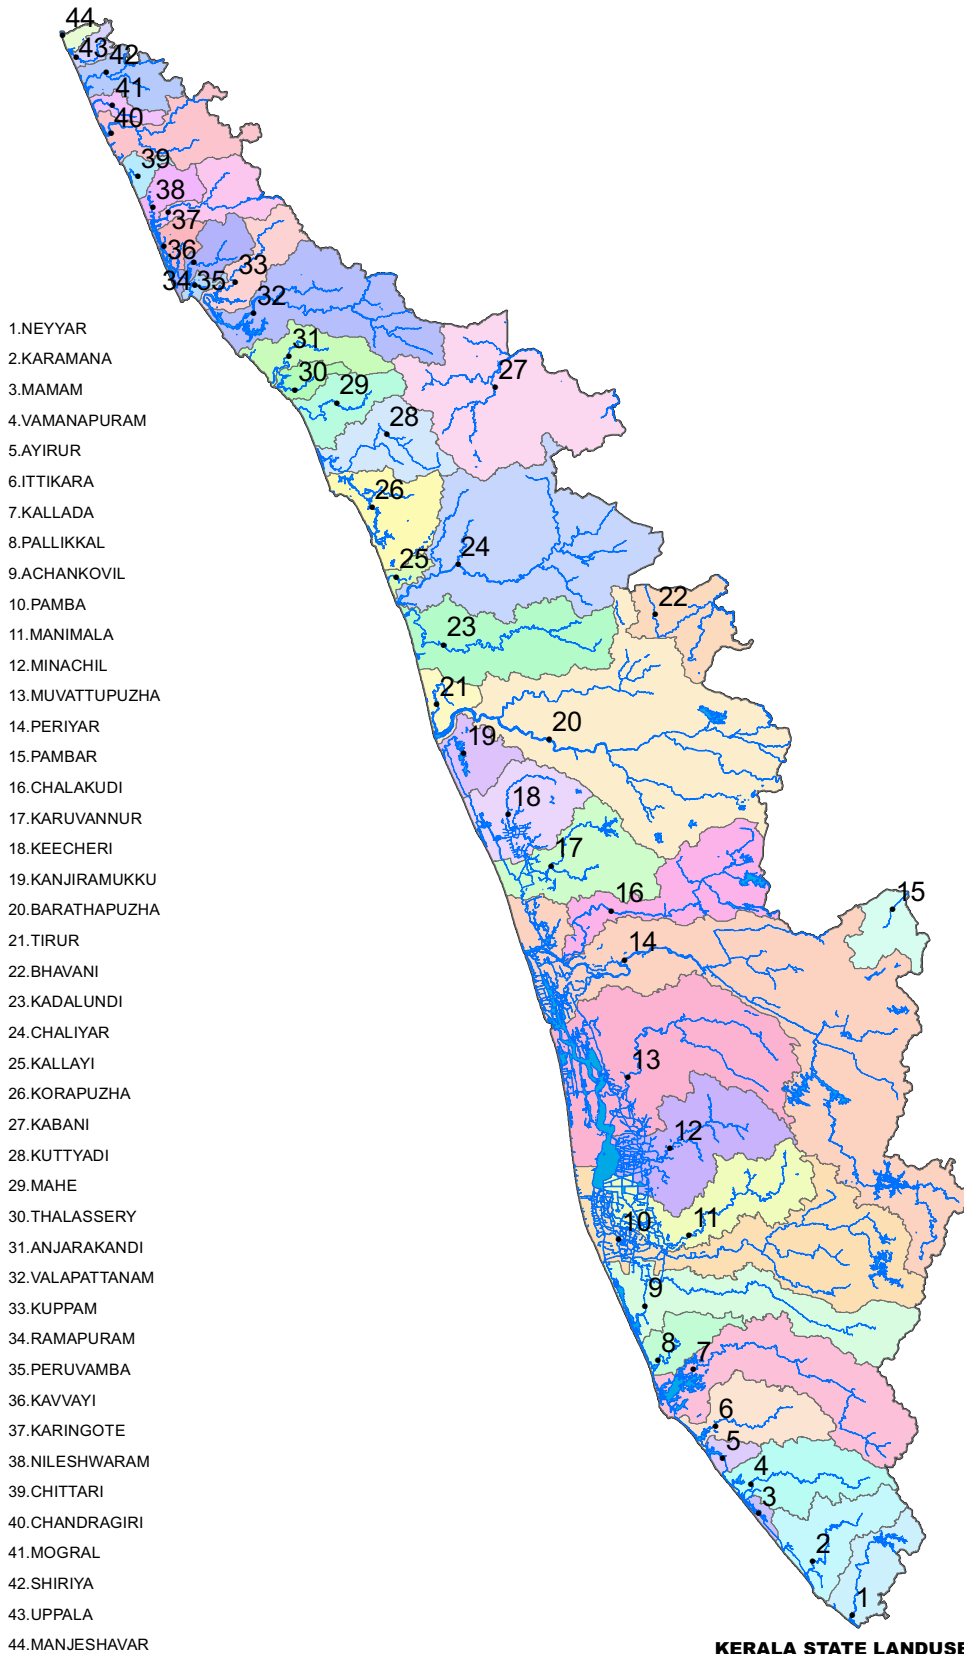 44
43 42
41
40
39
38
37
36
34 35 33
32
31
30 29
28
27
26
25
24
23
22
21
20
19
18
17
16
15
14
13
12
11
10
9
8
7
6
5
4
3
2
1
1.NEYYAR
2.KARAMANA
3.MAMAM
4.VAMANAPURAM
5.AYIRUR
6.ITTIKARA
7.KALLADA
8.PALLIKKAL
9.ACHANKOVIL
10.PAMBA
11.MANIMALA
12.MINACHIL
13.MUVATTUPUZHA
14.PERIYAR
15.PAMBAR
16.CHALAKUDI
17.KARUVANNUR
18.KEECHERI
19.KANJIRAMUKKU
20.BARATHAPUZHA
21.TIRUR
22.BHAVANI
23.KADALUNDI
24.CHALIYAR
25.KALLAYI
26.KORAPUZHA
27.KABANI
28.KUTTYADI
29.MAHE
30.THALASSERY
31.ANJARAKANDI
32.VALAPATTANAM
33.KUPPAM
34.RAMAPURAM
35.PERUVAMBA
36.KAVVAYI
37.KARINGOTE
38.NILESHWARAM
39.CHITTARI
40.CHANDRAGIRI
41.MOGRAL
42.SHIRIYA
43.UPPALA
44.MANJESHAVAR
KERALA STATE LANDUSE